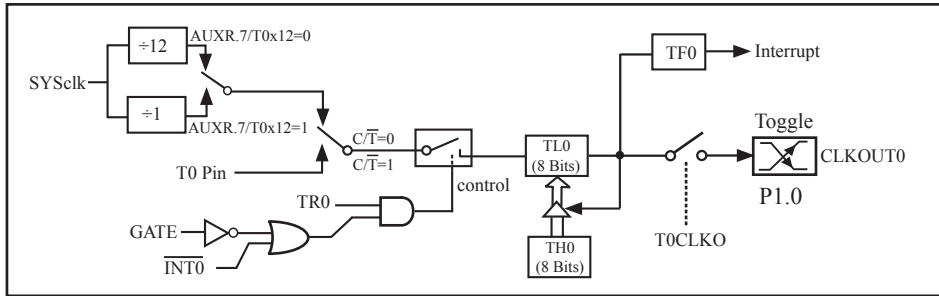 ÷12
AUXR.7/T0x12=0
SYSclk
÷1
AUXR.7/T0x12=1
C/T̅=0
C/T̅=1
T0 Pin
control
TR0
GATE
I̅N̅T̅0̅
TL0
(8 Bits)
TH0
(8 Bits)
TF0
Interrupt
Toggle
CLKOUT0
P1.0
T0CLKO